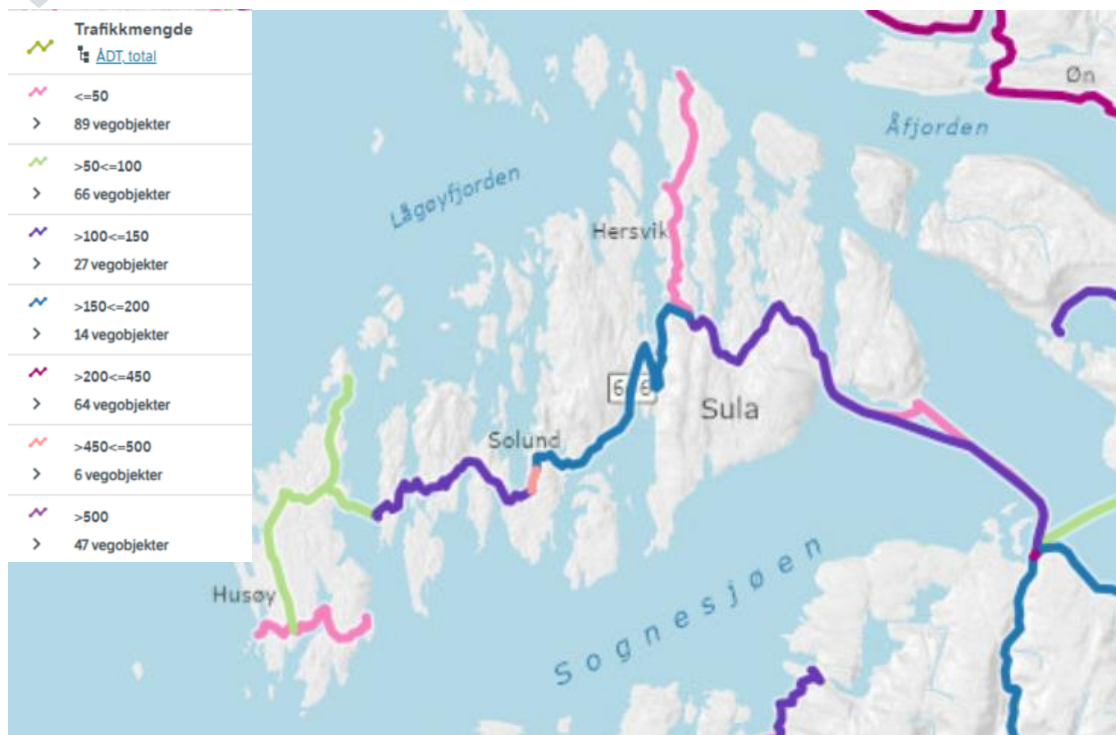 Trafikkmengde
ÅDT, total
<=50
89 vegobjekter
>50<=100
66 vegobjekter
>100<=150
27 vegobjekter
>150<=200
14 vegobjekter
>200<=450
64 vegobjekter
>450<=500
6 vegobjekter
>500
47 vegobjekter
Øn
Åfjorden
Lågøyfjorden
Hersvik
Sula
Solund
Husøy
Sognesjøen